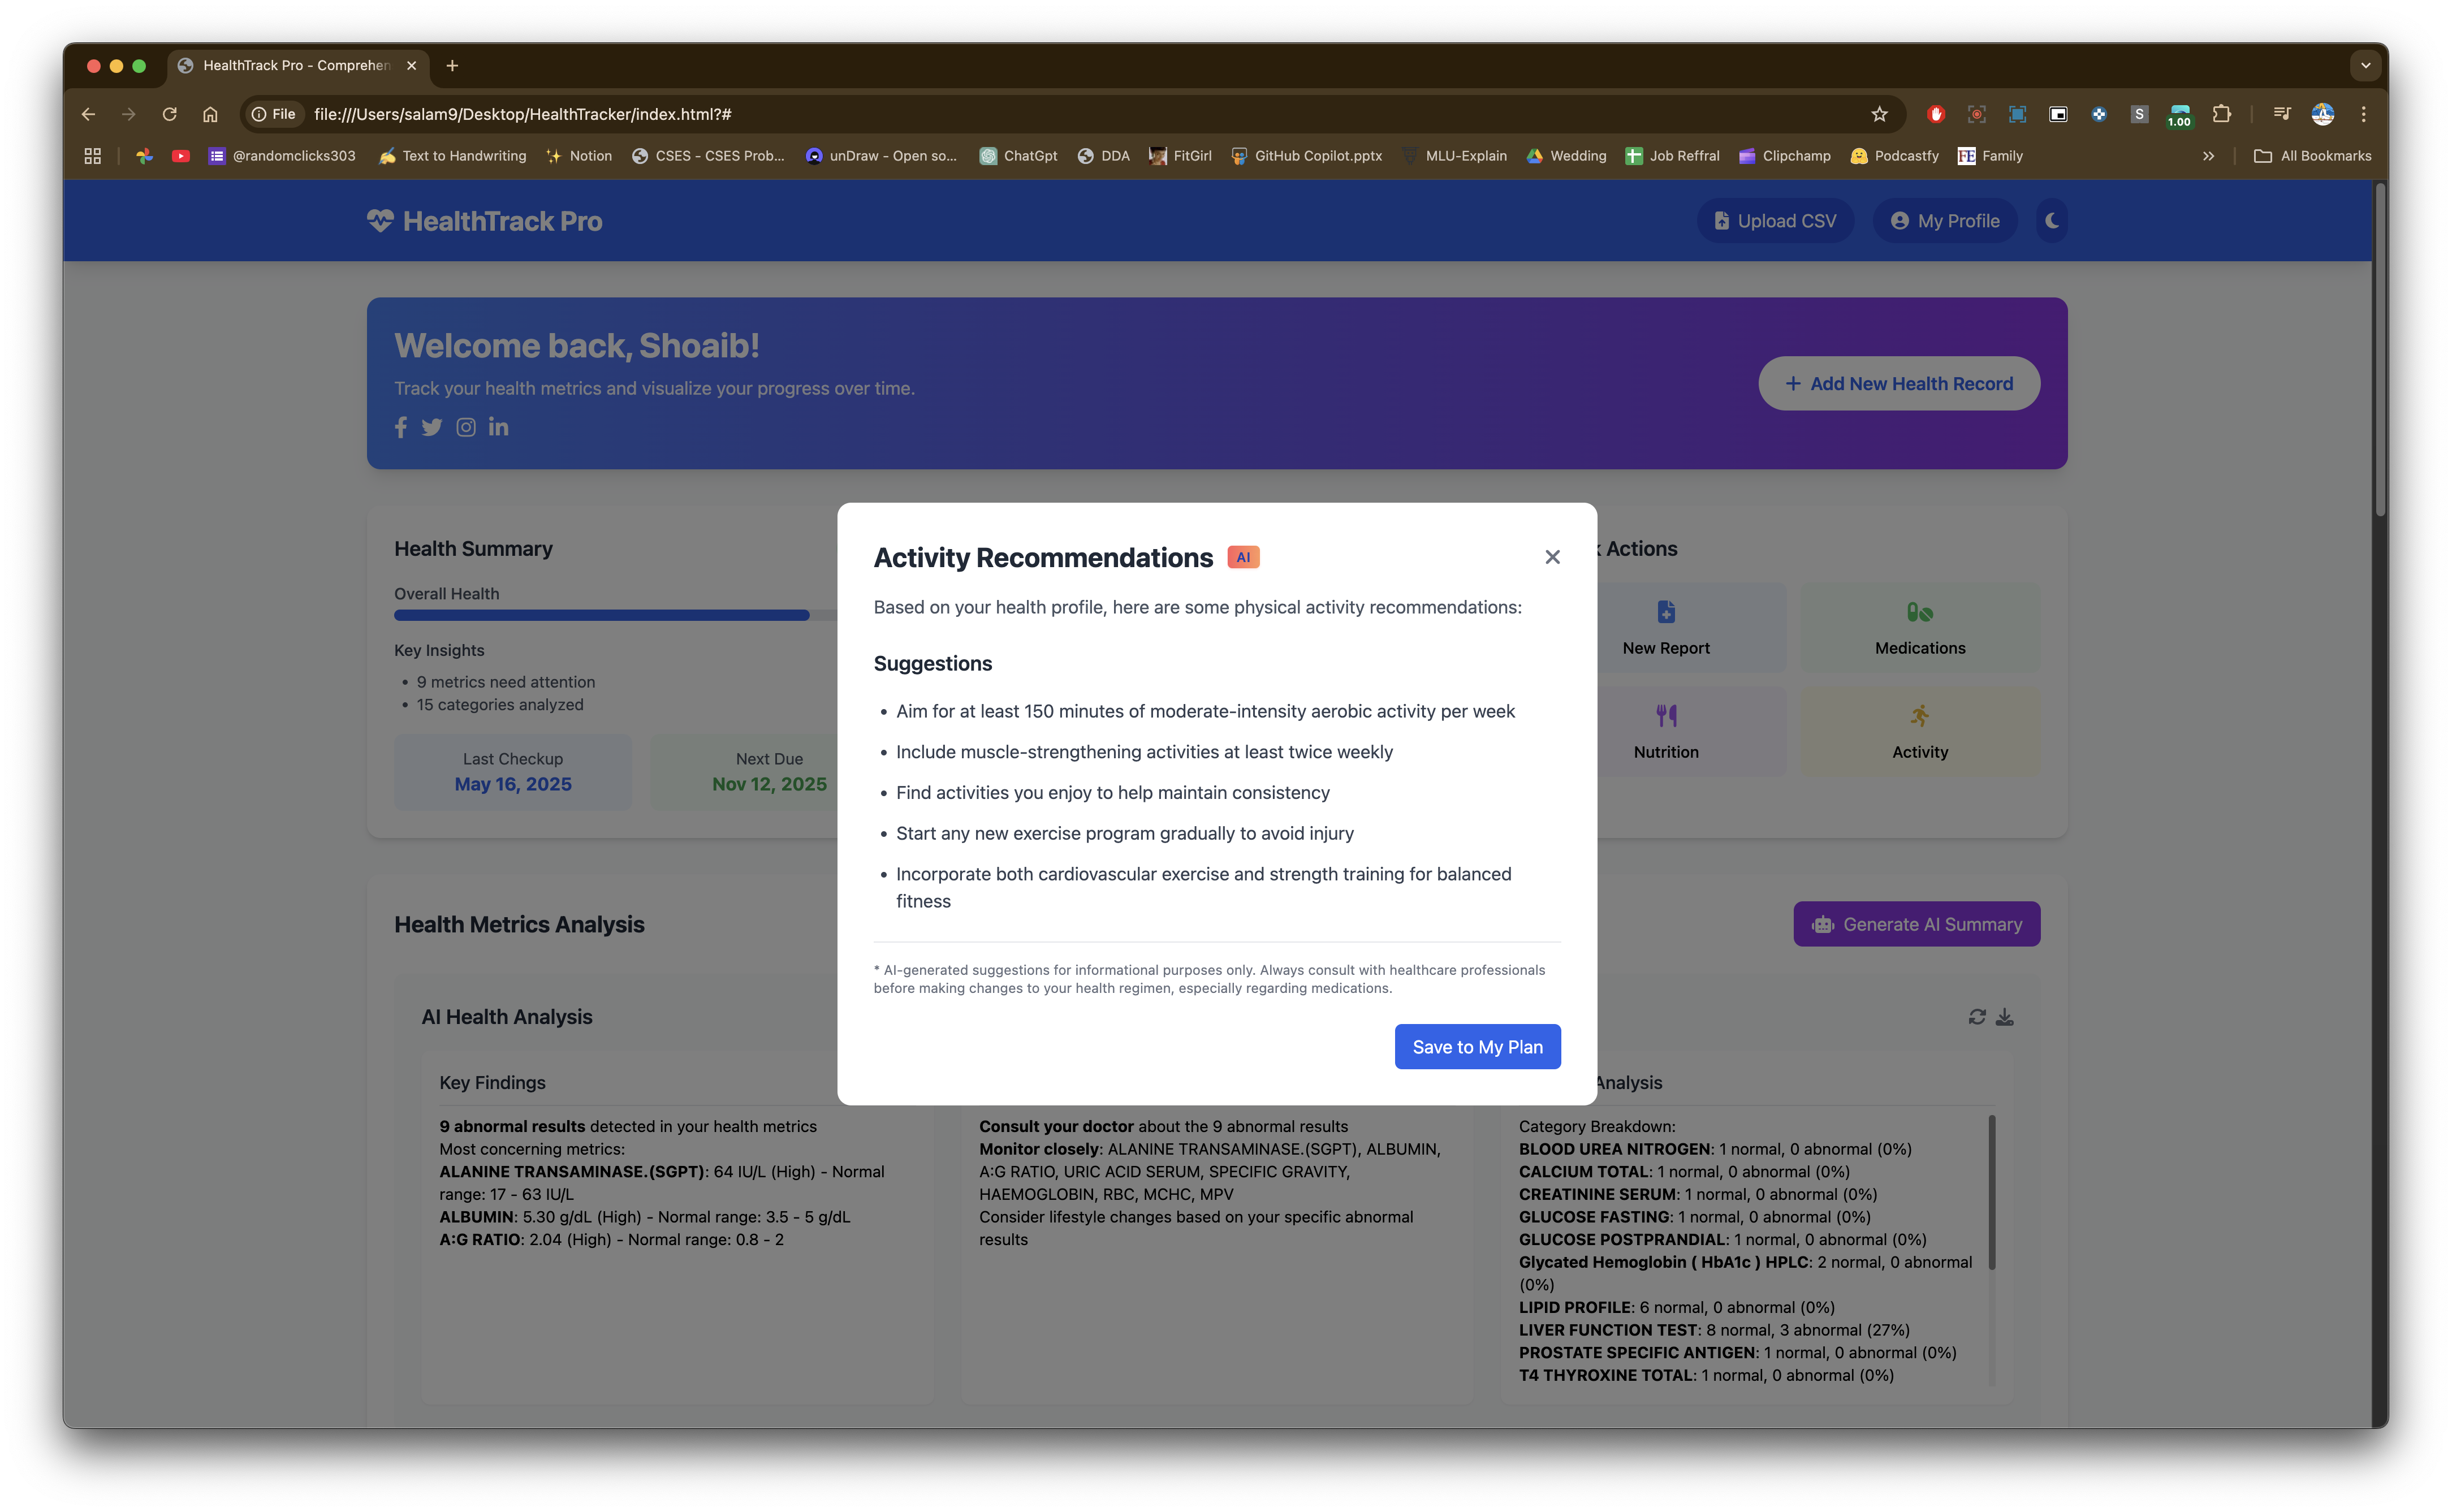 HealthTrack Pro - Comprehen
File
file:///Users/salam9/Desktop/HealthTracker/index.html?#
S
1.00
@randomclicks303
Text to Handwriting
Notion
CSES - CSES Prob...
unDraw - Open so...
ChatGpt
DDA
FitGirl
GitHub Copilot.pptx
MLU-Explain
Wedding
Job Reffral
Clipchamp
Podcastfy
FE
Family
All Bookmarks
HealthTrack Pro
Upload CSV
My Profile
Welcome back, Shoaib!
Track your health metrics and visualize your progress over time.
+ Add New Health Record
Health Summary
Overall Health
Key Insights
• 9 metrics need attention
• 15 categories analyzed
Last Checkup
May 16, 2025
Next Due
Nov 12, 2025
Activity Recommendations
AI
Based on your health profile, here are some physical activity recommendations:
Suggestions
• Aim for at least 150 minutes of moderate-intensity aerobic activity per week
• Include muscle-strengthening activities at least twice weekly
• Find activities you enjoy to help maintain consistency
• Start any new exercise program gradually to avoid injury
• Incorporate both cardiovascular exercise and strength training for balanced
fitness
* AI-generated suggestions for informational purposes only. Always consult with healthcare professionals
before making changes to your health regimen, especially regarding medications.
Save to My Plan
Actions
New Report
Medications
Nutrition
Activity
Health Metrics Analysis
Generate AI Summary
AI Health Analysis
Key Findings
9 abnormal results detected in your health metrics
Most concerning metrics:
ALANINE TRANSAMINASE.(SGPT): 64 IU/L (High) - Normal
range: 17 - 63 IU/L
ALBUMIN: 5.30 g/dL (High) - Normal range: 3.5 - 5 g/dL
A:G RATIO: 2.04 (High) - Normal range: 0.8 - 2
Consult your doctor about the 9 abnormal results
Monitor closely: ALANINE TRANSAMINASE.(SGPT), ALBUMIN,
A:G RATIO, URIC ACID SERUM, SPECIFIC GRAVITY,
HAEMOGLOBIN, RBC, MCHC, MPV
Consider lifestyle changes based on your specific abnormal
results
Analysis
Category Breakdown:
BLOOD UREA NITROGEN: 1 normal, 0 abnormal (0%)
CALCIUM TOTAL: 1 normal, 0 abnormal (0%)
CREATININE SERUM: 1 normal, 0 abnormal (0%)
GLUCOSE FASTING: 1 normal, 0 abnormal (0%)
GLUCOSE POSTPRANDIAL: 1 normal, 0 abnormal (0%)
Glycated Hemoglobin ( HbA1c ) HPLC: 2 normal, 0 abnormal
(0%)
LIPID PROFILE: 6 normal, 0 abnormal (0%)
LIVER FUNCTION TEST: 8 normal, 3 abnormal (27%)
PROSTATE SPECIFIC ANTIGEN: 1 normal, 0 abnormal (0%)
T4 THYROXINE TOTAL: 1 normal, 0 abnormal (0%)